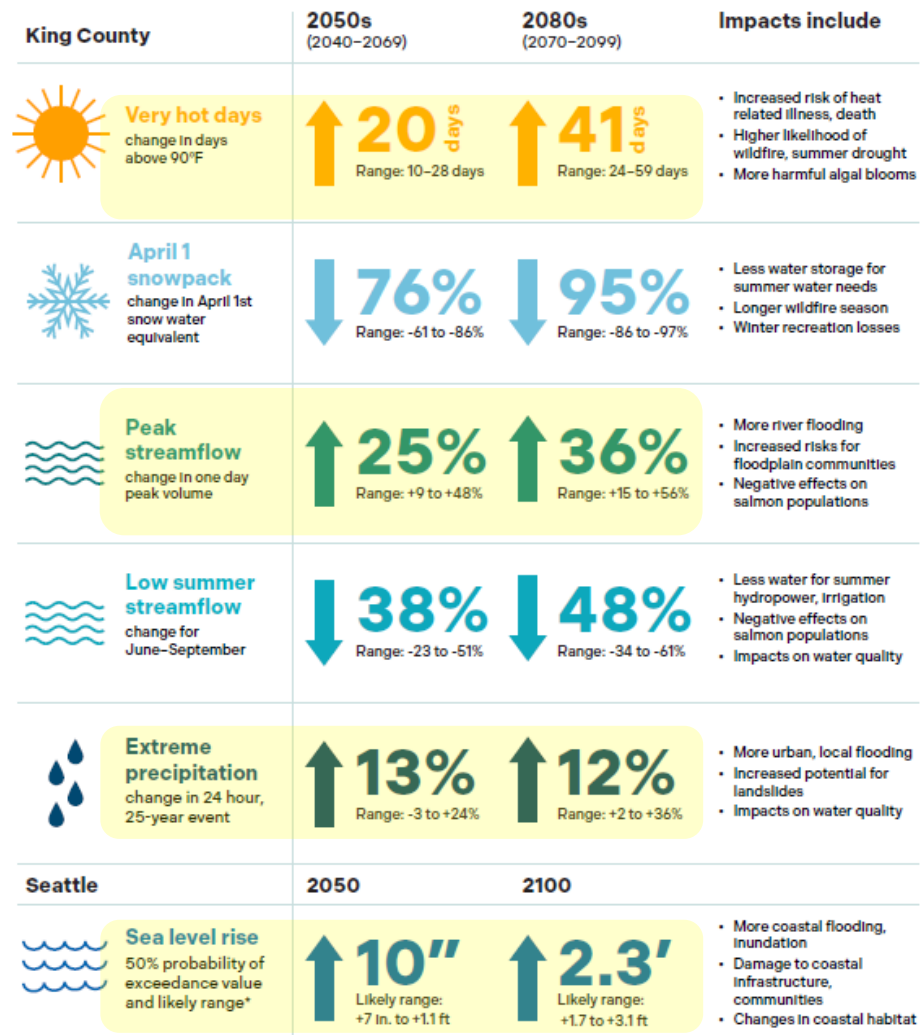 King County
2050s
(2040–2069)
2080s
(2070–2099)
Impacts include
Very hot days
change in days
above 90°F
20 days
Range: 10–28 days
41 days
Range: 24–59 days
• Increased risk of heat
related illness, death
• Higher likelihood of
wildfire, summer drought
• More harmful algal blooms
April 1
snowpack
change in April 1st
snow water
equivalent
76%
Range: -61 to -86%
95%
Range: -86 to -97%
• Less water storage for
summer water needs
• Longer wildfire season
• Winter recreation losses
Peak
streamflow
change in one day
peak volume
25%
Range: +9 to +48%
36%
Range: +15 to +56%
• More river flooding
• Increased risks for
floodplain communities
• Negative effects on
salmon populations
Low summer
streamflow
change for
June–September
38%
Range: -23 to -51%
48%
Range: -34 to -61%
• Less water for summer
hydropower, irrigation
• Negative effects on
salmon populations
• Impacts on water quality
Extreme
precipitation
change in 24 hour,
25-year event
13%
Range: -3 to +24%
12%
Range: +2 to +36%
• More urban, local flooding
• Increased potential for
landslides
• Impacts on water quality
Seattle
2050
2100
Sea level rise
50% probability of
exceedance value
and likely range*
10″
Likely range:
+7 in. to +1.1 ft
2.3′
Likely range:
+1.7 to +3.1 ft
• More coastal flooding,
inundation
• Damage to coastal
infrastructure,
communities
• Changes in coastal habitat